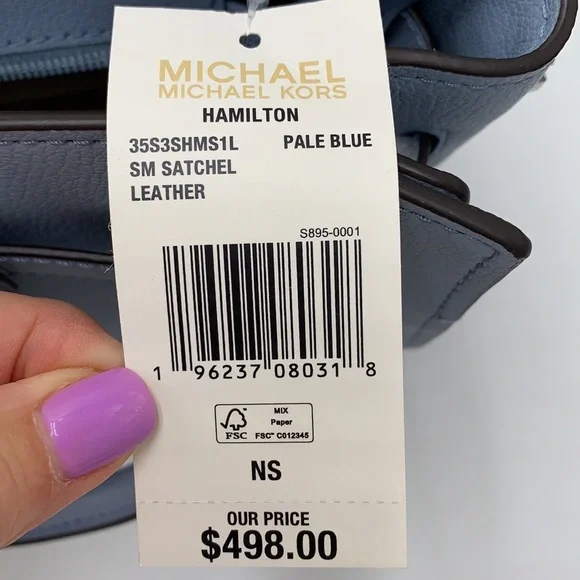 MICHAEL
MICHAEL KORS
HAMILTON
35S3SHMS1L PALE BLUE
SM SATCHEL
LEATHER
S895-0001
1 96237 08031 8
FSC
MIX
Paper
FSC™ C012345
NS
OUR PRICE
$498.00